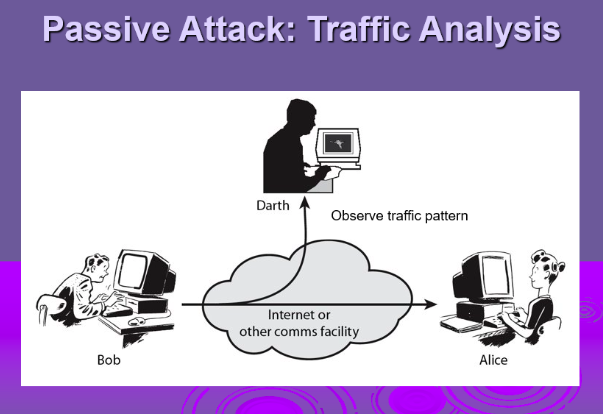 Passive Attack: Traffic Analysis
Darth
Observe traffic pattern
Internet or
other comms facility
Bob
Alice